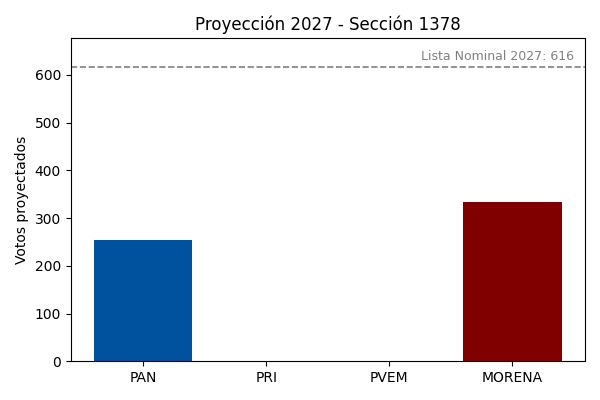 Proyección 2027 - Sección 1378
Lista Nominal 2027: 616
Votos proyectados
600
500
400
300
200
100
0
PAN PRI PVEM MORENA